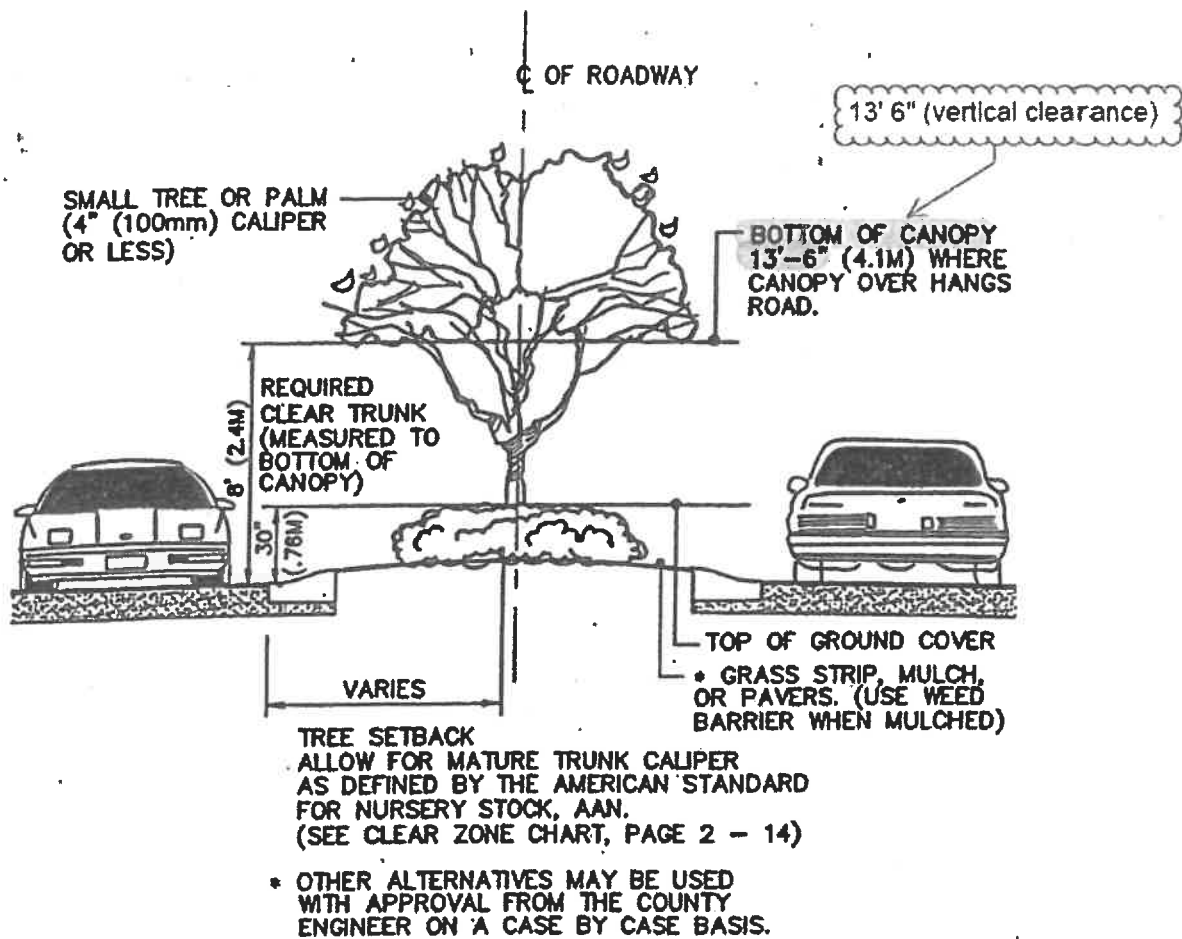 ℄ OF ROADWAY
13' 6" (vertical clearance)
SMALL TREE OR PALM
(4" (100mm) CALIPER
OR LESS)
BOTTOM OF CANOPY
13'-6" (4.1M) WHERE
CANOPY OVER HANGS
ROAD.
8' (2.4M)
REQUIRED
CLEAR TRUNK
(MEASURED TO
BOTTOM OF
CANOPY)
30"
(.76M)
TOP OF GROUND COVER
* GRASS STRIP, MULCH,
OR PAVERS. (USE WEED
BARRIER WHEN MULCHED)
VARIES
TREE SETBACK
ALLOW FOR MATURE TRUNK CALIPER
AS DEFINED BY THE AMERICAN STANDARD
FOR NURSERY STOCK, AAN.
(SEE CLEAR ZONE CHART, PAGE 2 - 14)
* OTHER ALTERNATIVES MAY BE USED
WITH APPROVAL FROM THE COUNTY
ENGINEER ON A CASE BY CASE BASIS.